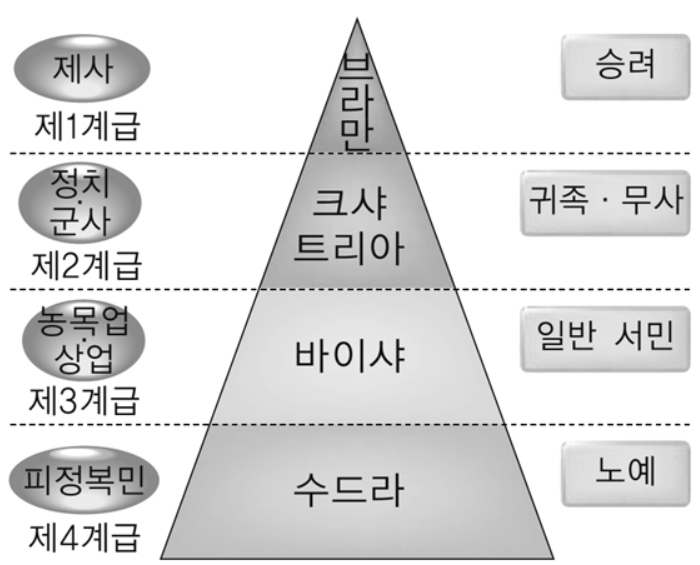 제사
제1계급
브
라
만
승려
정치
·
군사
제2계급
크샤
트리아
귀족 · 무사
농목업
·
상업
제3계급
바이샤
일반 서민
피정복민
제4계급
수드라
노예